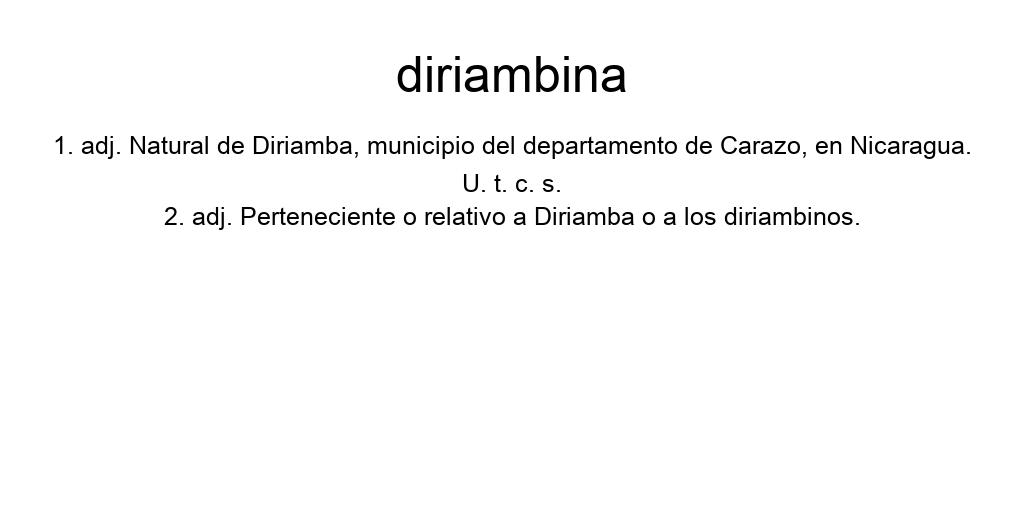 diriambina
1. adj. Natural de Diriamba, municipio del departamento de Carazo, en Nicaragua.
U. t. c. s.
2. adj. Perteneciente o relativo a Diriamba o a los diriambinos.